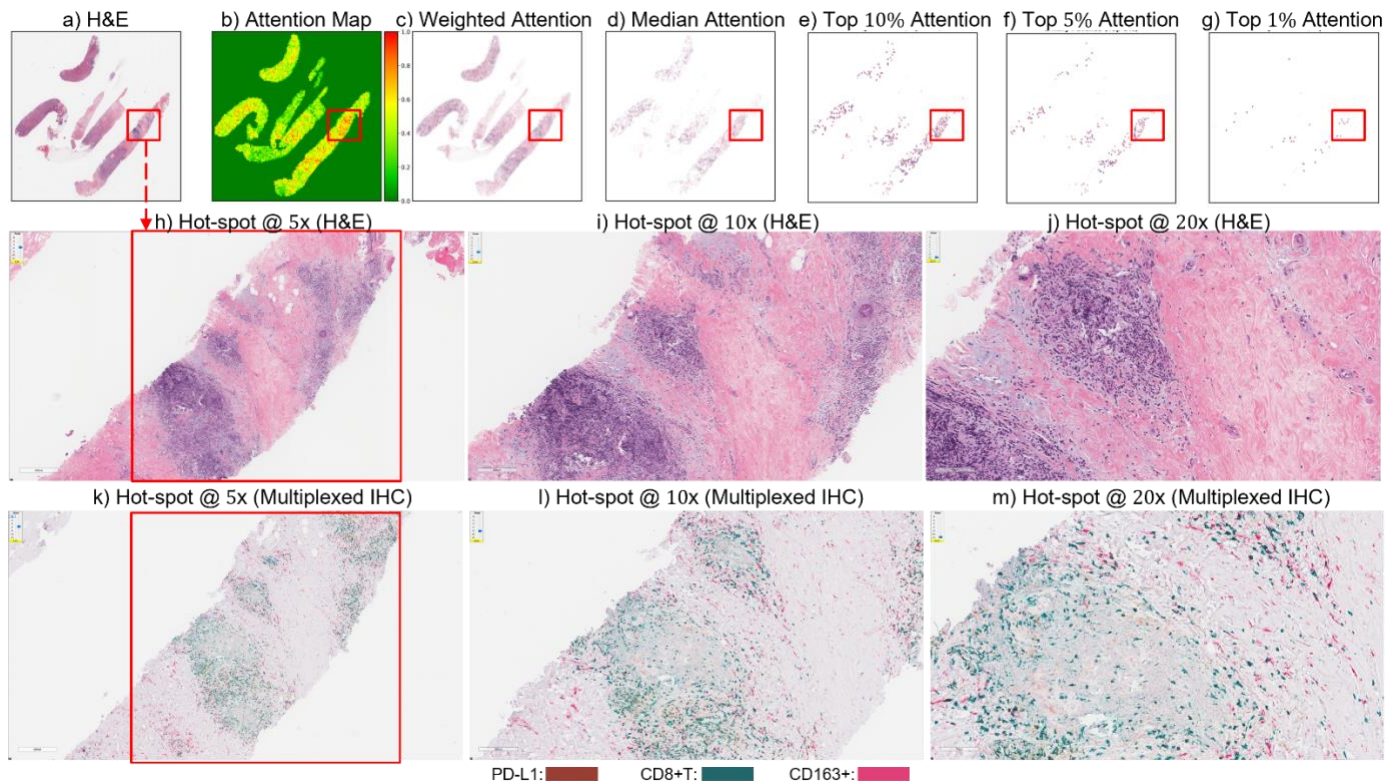 a) H&E
b) Attention Map
c) Weighted Attention
d) Median Attention
e) Top 10% Attention
f) Top 5% Attention
g) Top 1% Attention
1.0
0.8
0.6
0.4
0.2
0.0
h) Hot-spot @ 5x (H&E)
i) Hot-spot @ 10x (H&E)
j) Hot-spot @ 20x (H&E)
k) Hot-spot @ 5x (Multiplexed IHC)
l) Hot-spot @ 10x (Multiplexed IHC)
m) Hot-spot @ 20x (Multiplexed IHC)
PD-L1:
CD8+T:
CD163+: